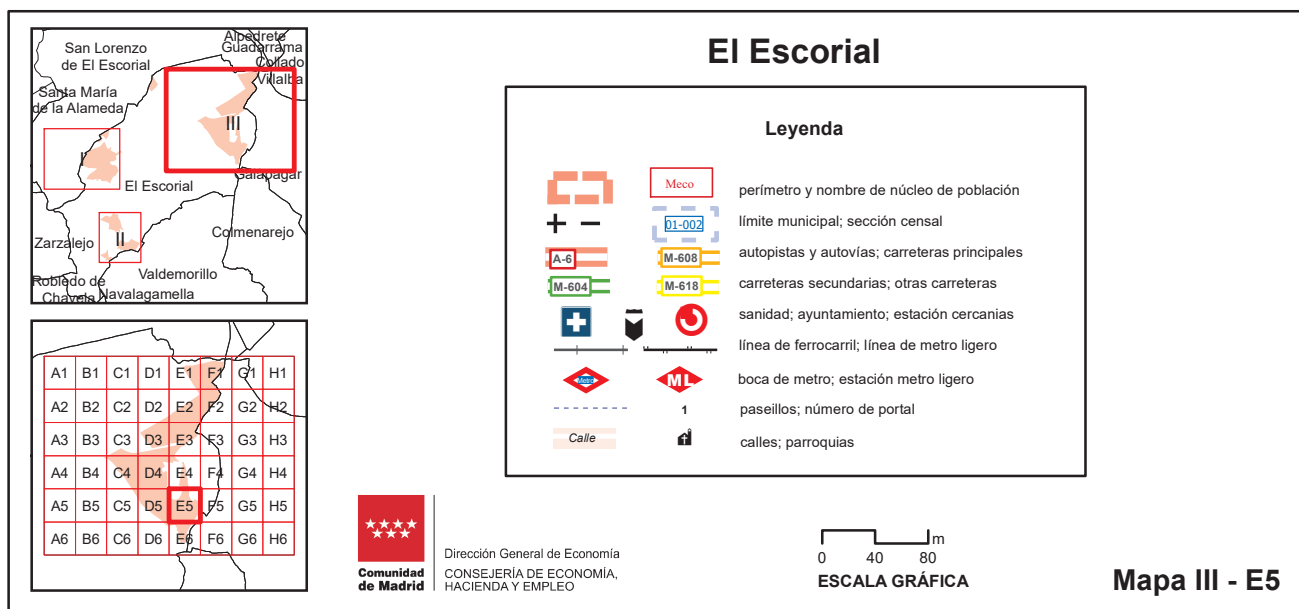 El Escorial
Alpedrete
Guadarrama
Collado
Villalba
San Lorenzo
de El Escorial
Santa María
de la Alameda
III
I
Galapagar
El Escorial
II
Colmenarejo
Zarzalejo
Valdemorillo
Robledo de
Chavela
Navalagamella
A1 B1 C1 D1 E1 F1 G1 H1
A2 B2 C2 D2 E2 F2 G2 H2
A3 B3 C3 D3 E3 F3 G3 H3
A4 B4 C4 D4 E4 F4 G4 H4
A5 B5 C5 D5 E5 F5 G5 H5
A6 B6 C6 D6 E6 F6 G6 H6
Leyenda
Meco perímetro y nombre de núcleo de población
01-002 límite municipal; sección censal
A-6 M-608 autopistas y autovías; carreteras principales
M-604 M-618 carreteras secundarias; otras carreteras
sanidad; ayuntamiento; estación cercanias
línea de ferrocarril; línea de metro ligero
Metro ML boca de metro; estación metro ligero
1 paseillos; número de portal
Calle calles; parroquias
Comunidad
de Madrid
Dirección General de Economía
CONSEJERÍA DE ECONOMÍA,
HACIENDA Y EMPLEO
m
0 40 80
ESCALA GRÁFICA
Mapa III - E5